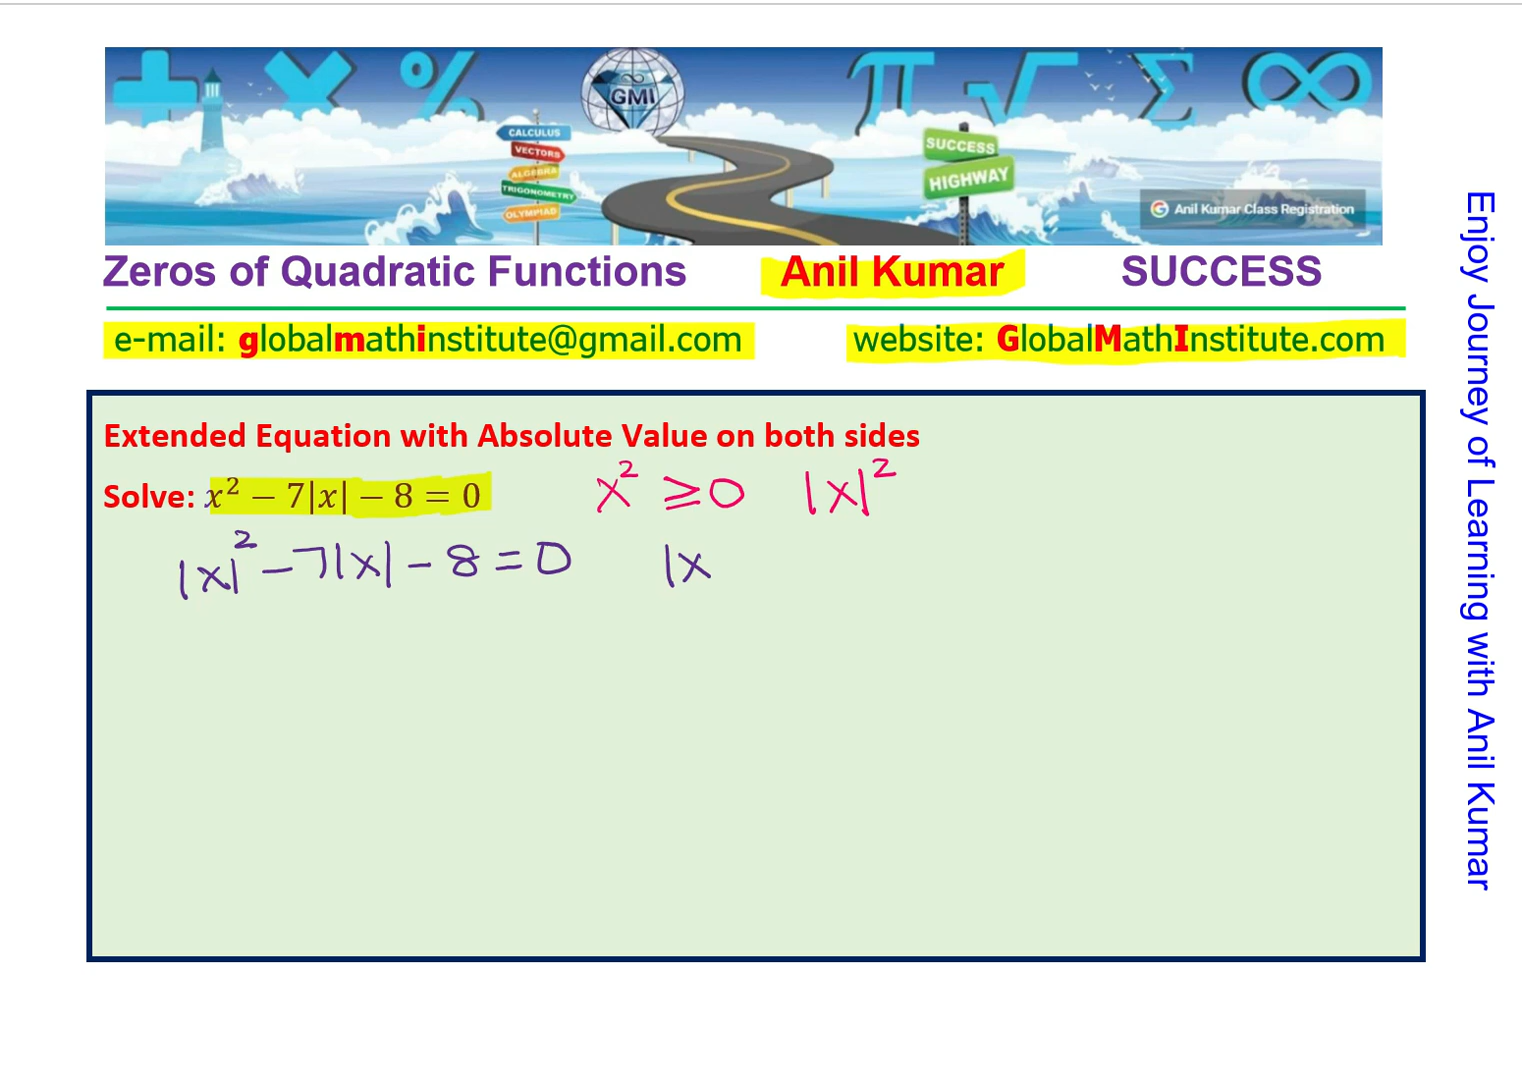 GMI
CALCULUS
VECTORS
ALGEBRA
TRIGONOMETRY
OLYMPIAD
SUCCESS
HIGHWAY
Anil Kumar Class Registration
Zeros of Quadratic Functions Anil Kumar SUCCESS
e-mail: globalmathinstitute@gmail.com website: GlobalMathInstitute.com
Extended Equation with Absolute Value on both sides
Solve: x² − 7|x| − 8 = 0 x² ≥ 0 |x|²
|x|² − 7|x| − 8 = 0 |x
Enjoy Journey of Learning with Anil Kumar